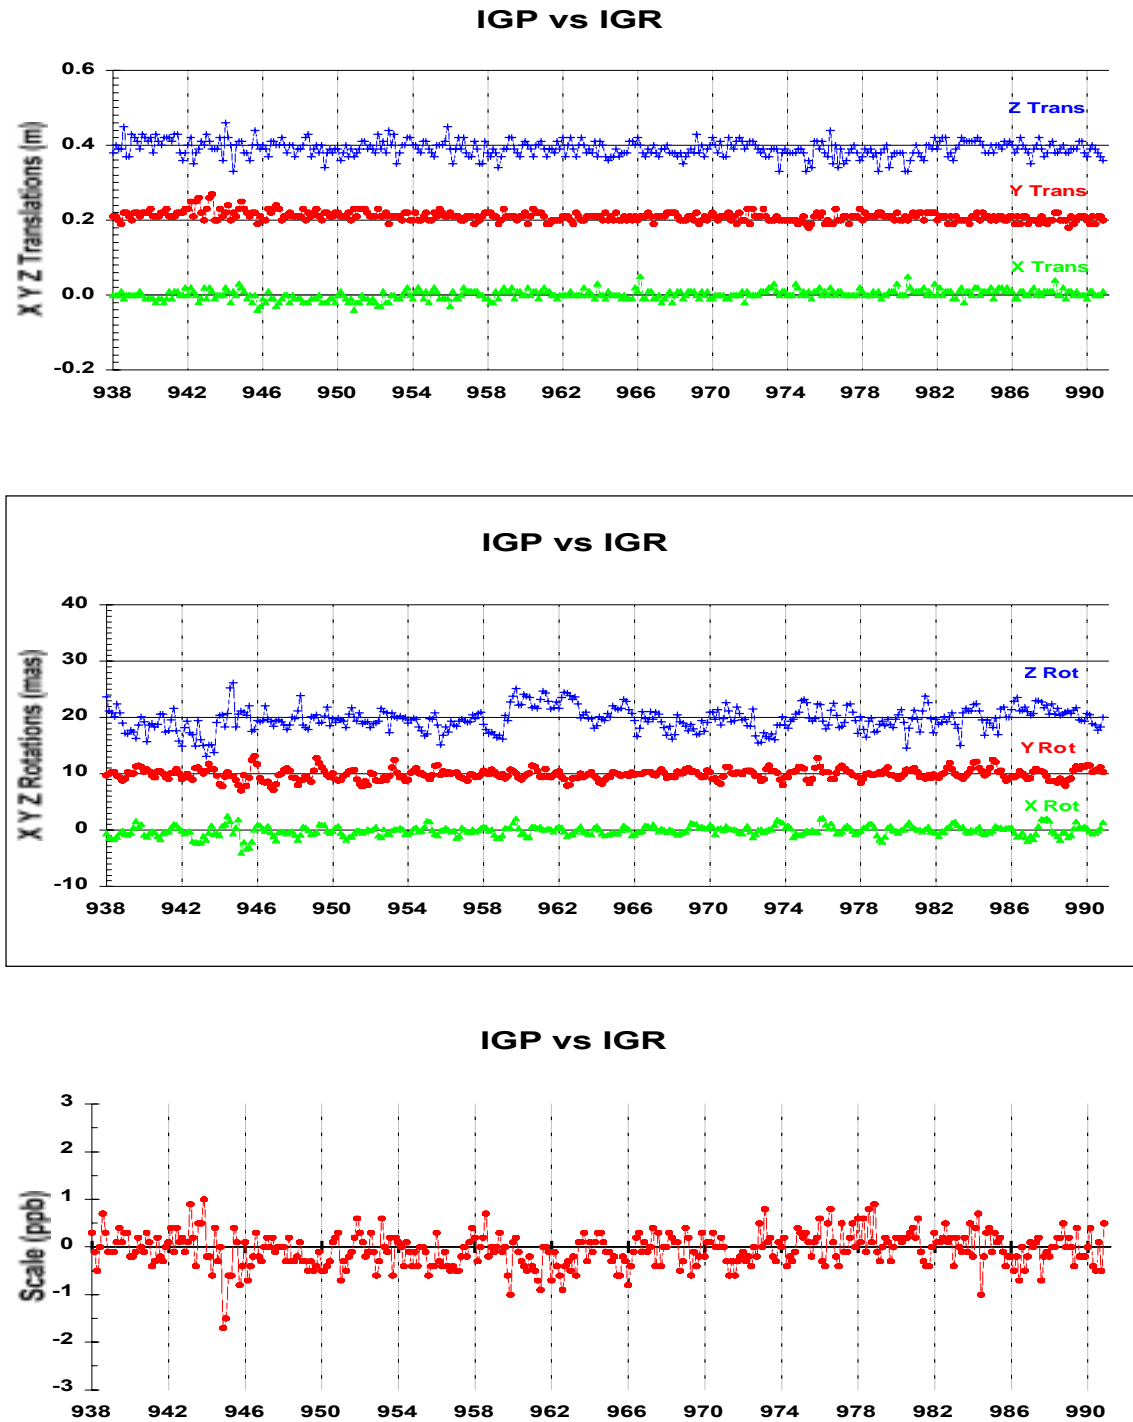 IGP vs IGR
0.6
Z Trans
0.4
Y Trans
0.2
X Trans
0.0
-0.2
X Y Z Translations (m)
938 942 946 950 954 958 962 966 970 974 978 982 986 990
IGP vs IGR
40
30
Z Rot
20
Y Rot
10
X Rot
0
-10
X Y Z Rotations (mas)
938 942 946 950 954 958 962 966 970 974 978 982 986 990
IGP vs IGR
3
2
1
0
-1
-2
-3
Scale (ppb)
938 942 946 950 954 958 962 966 970 974 978 982 986 990